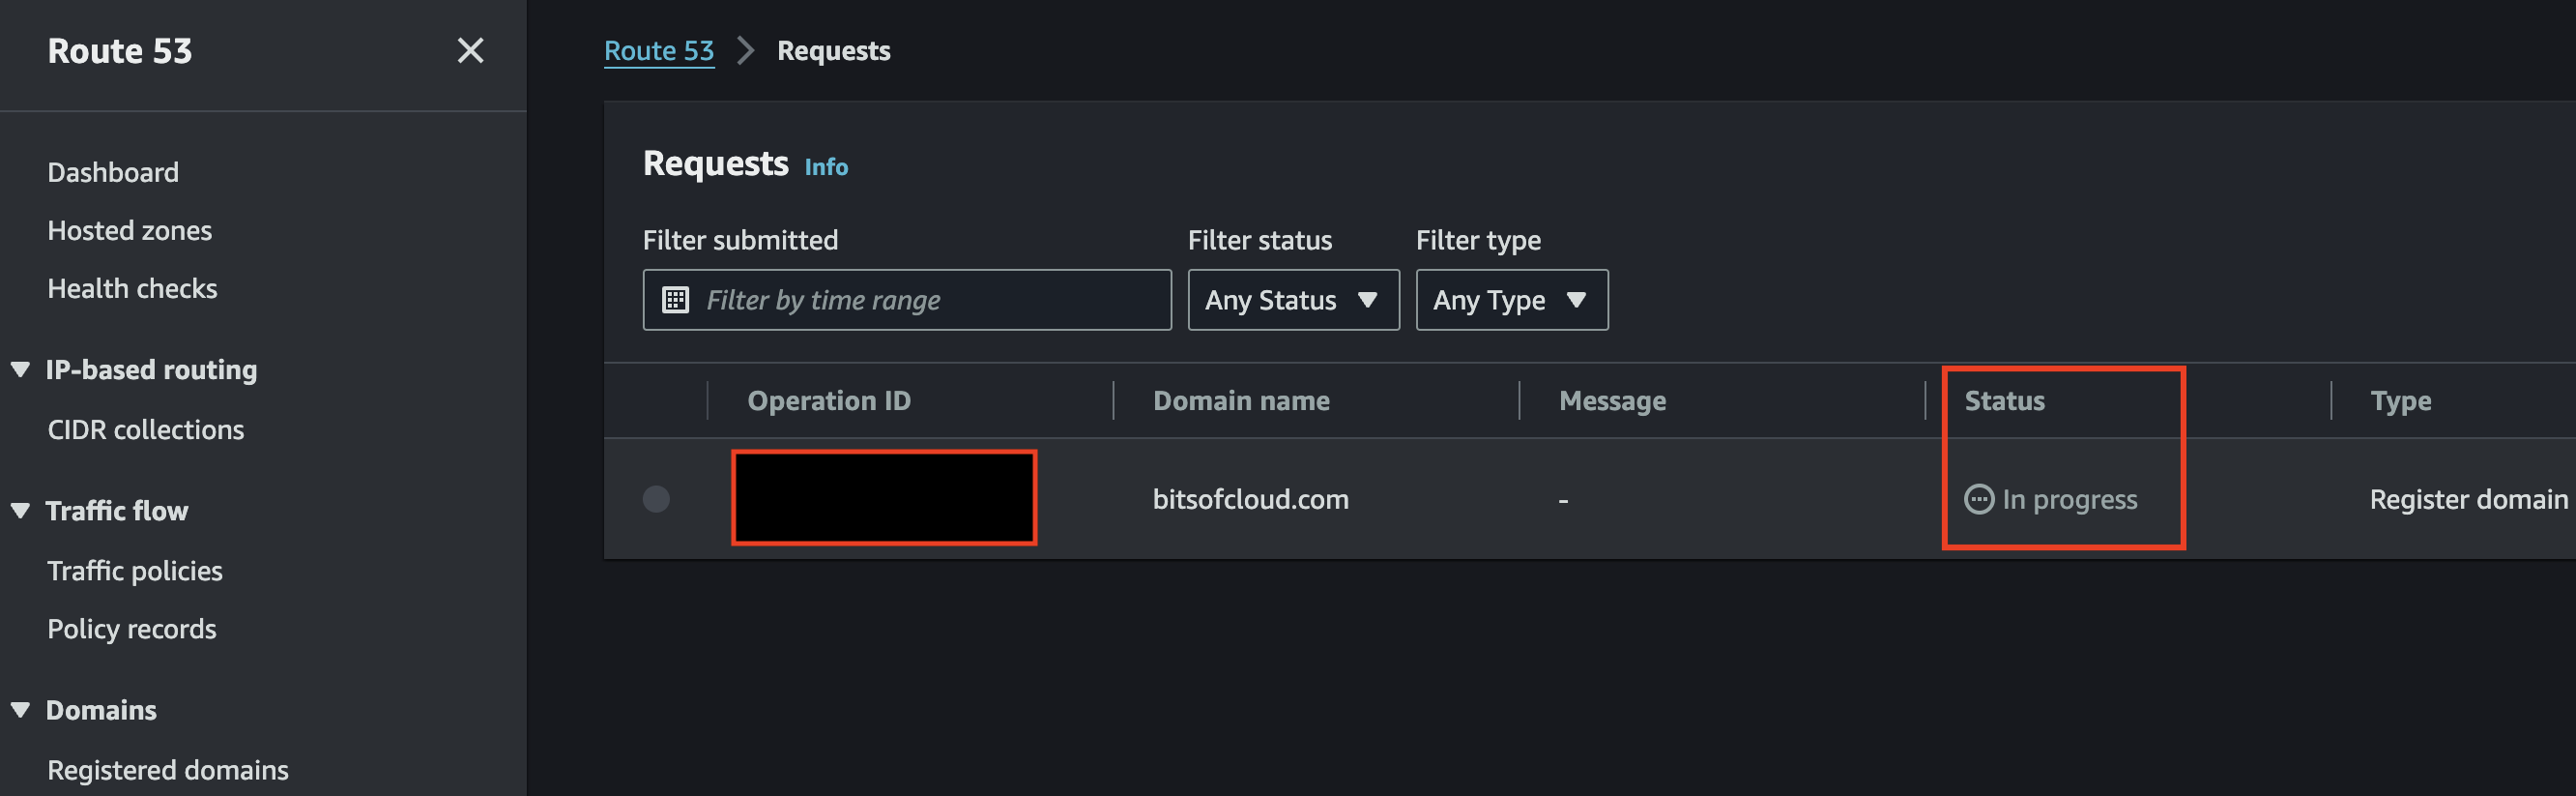 Route 53
Dashboard
Hosted zones
Health checks
IP-based routing
CIDR collections
Traffic flow
Traffic policies
Policy records
Domains
Registered domains
Route 53 Requests
Requests Info
Filter submitted Filter status Filter type
Filter by time range Any Status Any Type
Operation ID Domain name Message Status Type
bitsofcloud.com - In progress Register domain